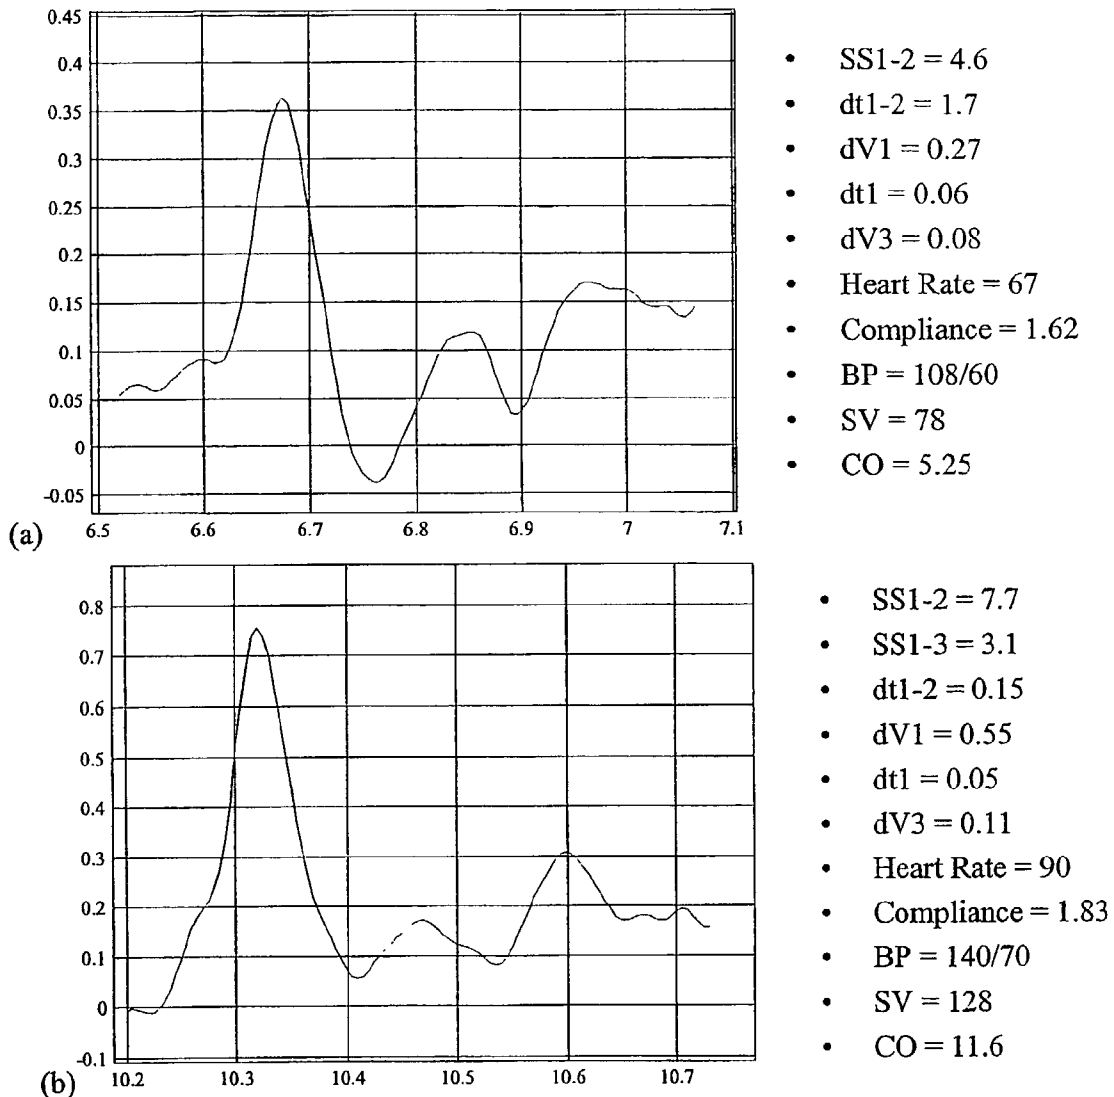 0.45
0.4
0.35
0.3
0.25
0.2
0.15
0.1
0.05
0
-0.05
6.5 6.6 6.7 6.8 6.9 7 7.1
(a)
• SS1-2 = 4.6
• dt1-2 = 1.7
• dV1 = 0.27
• dt1 = 0.06
• dV3 = 0.08
• Heart Rate = 67
• Compliance = 1.62
• BP = 108/60
• SV = 78
• CO = 5.25
0.8
0.7
0.6
0.5
0.4
0.3
0.2
0.1
0
-0.1
10.2 10.3 10.4 10.5 10.6 10.7
(b)
• SS1-2 = 7.7
• SS1-3 = 3.1
• dt1-2 = 0.15
• dV1 = 0.55
• dt1 = 0.05
• dV3 = 0.11
• Heart Rate = 90
• Compliance = 1.83
• BP = 140/70
• SV = 128
• CO = 11.6